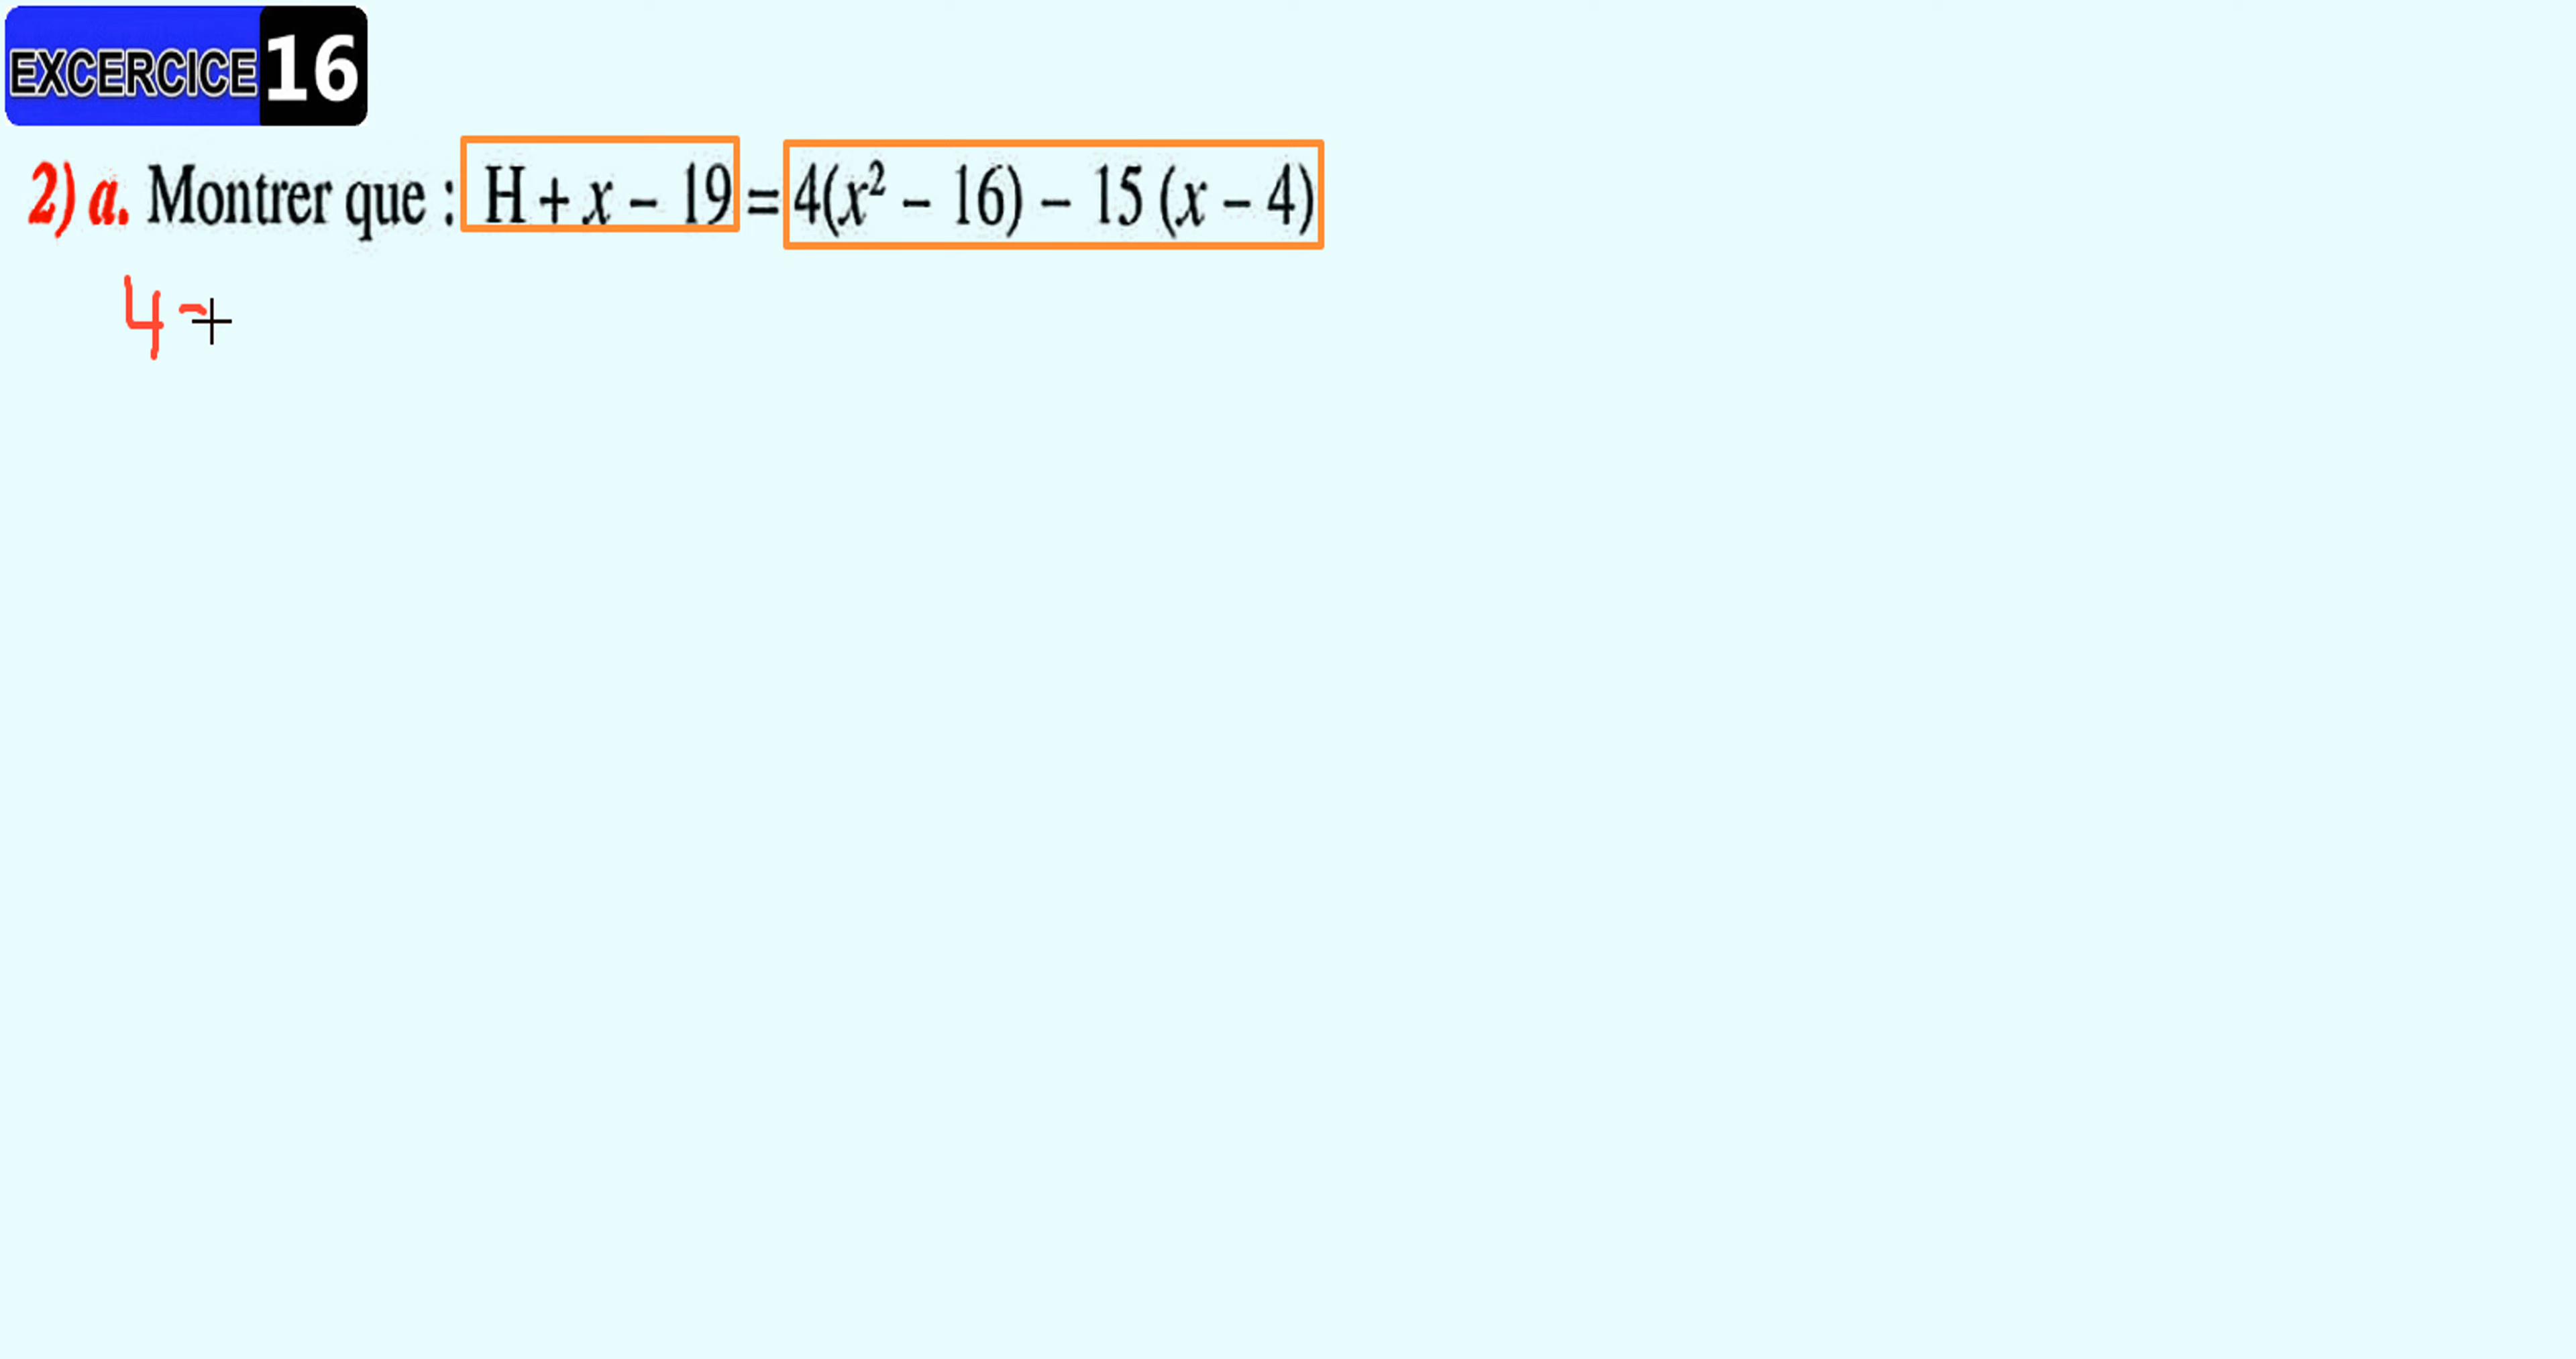 EXCERCICE 16
2) a. Montrer que : H + x – 19 = 4(x² – 16) – 15 (x – 4)
4 -